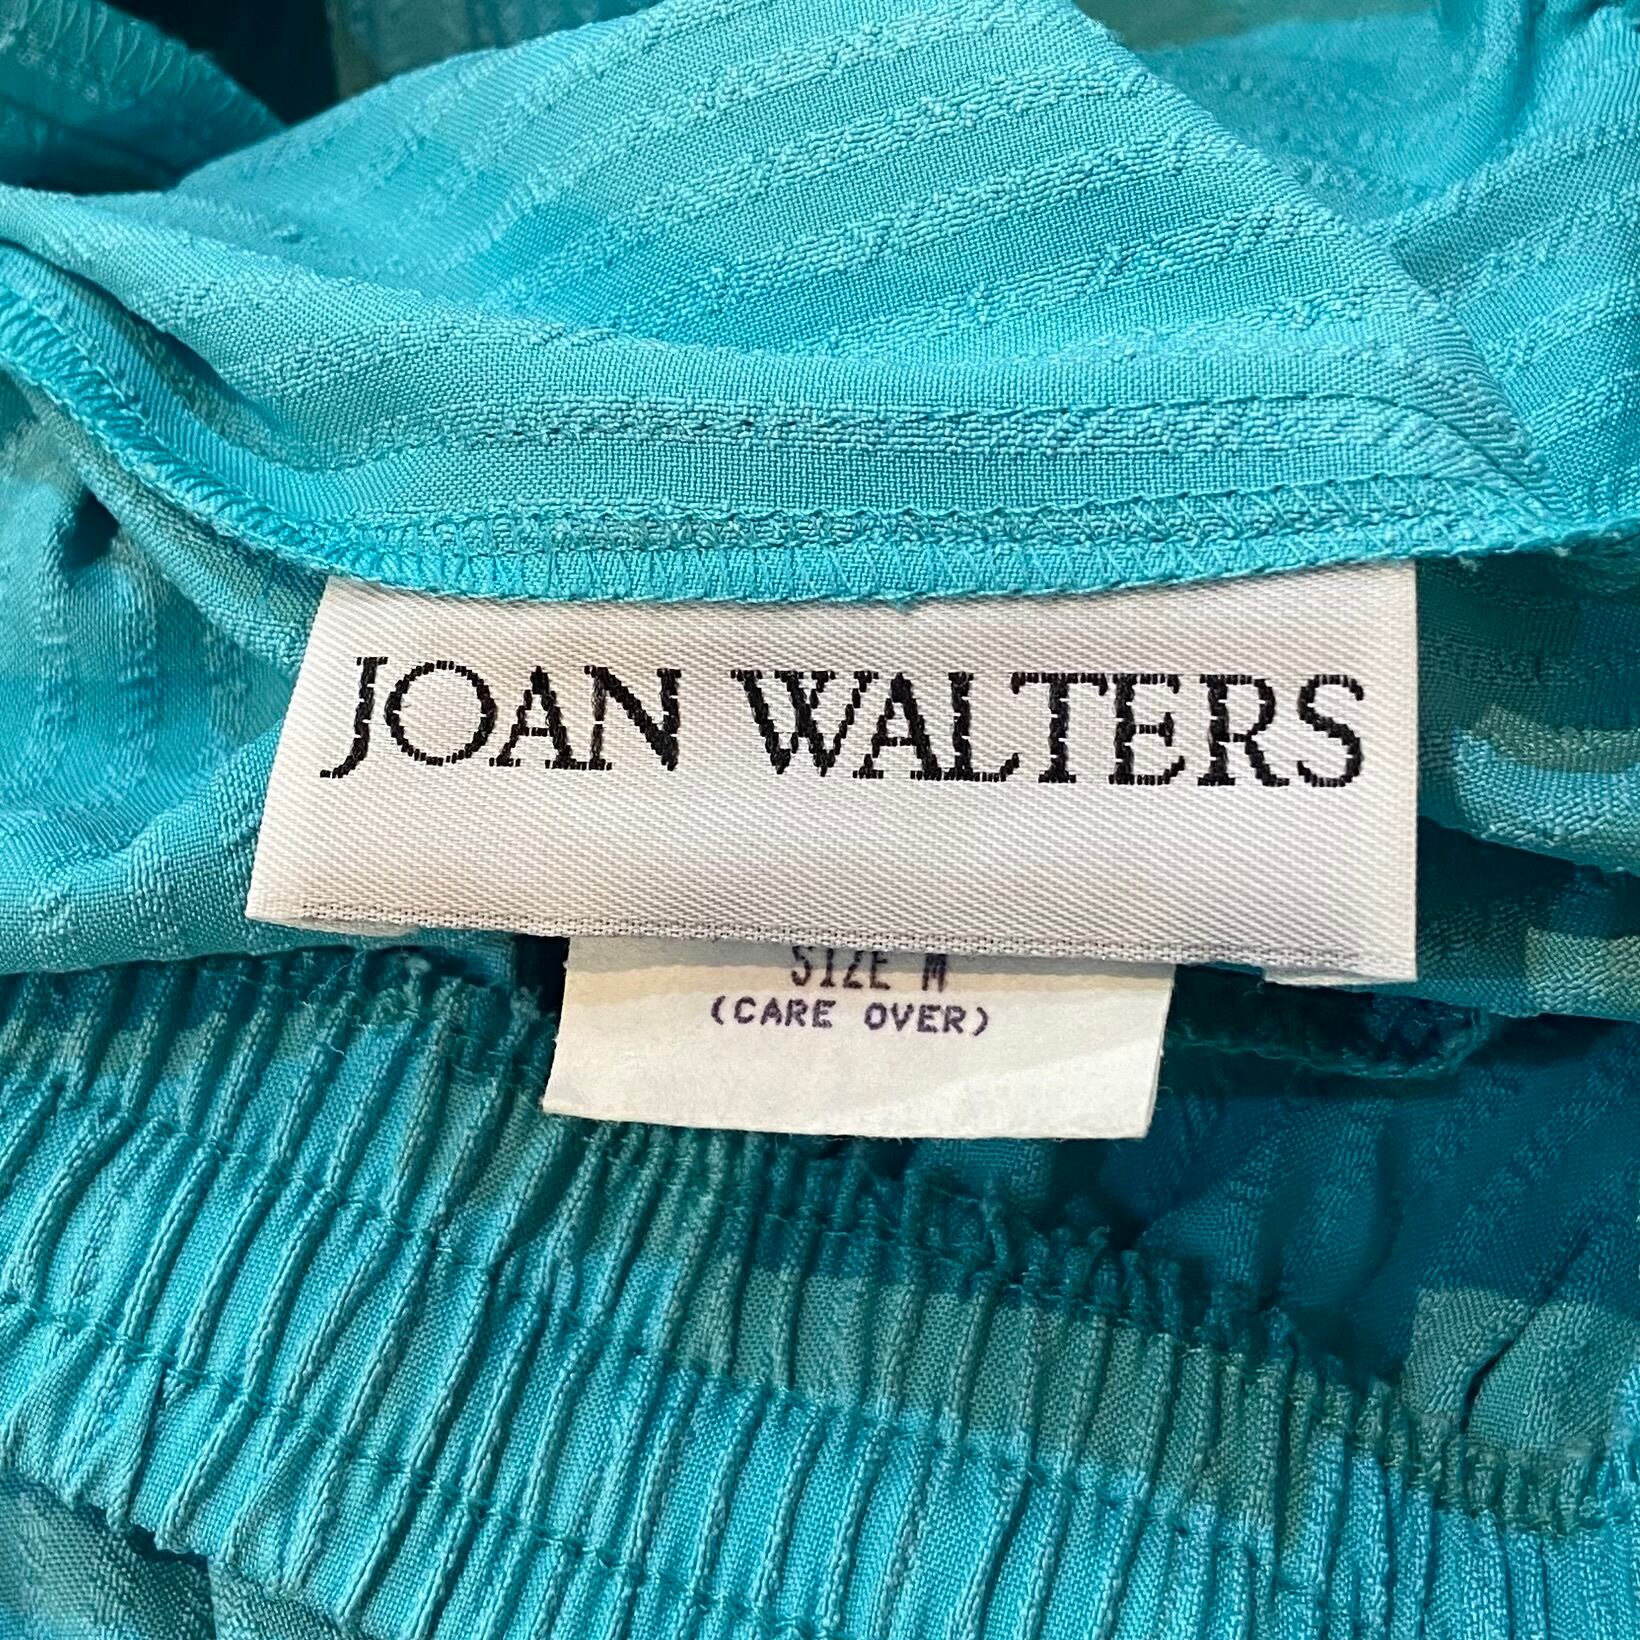 JOAN WALTERS
SIZE M
(CARE OVER)